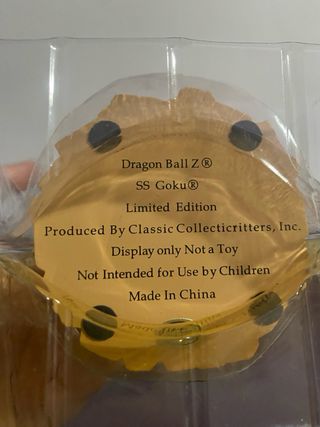 Dragon Ball Z®
SS Goku®
Limited Edition
Produced By Classic Collecticritters, Inc.
Display only Not a Toy
Not Intended for Use by Children
Made In China